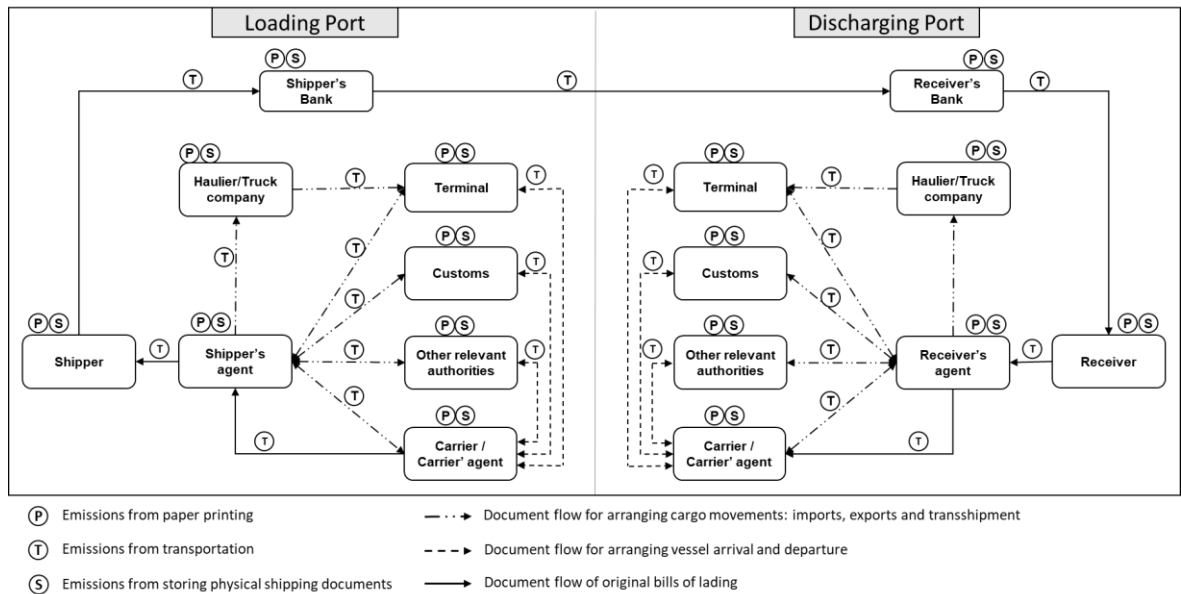 Loading Port
Discharging Port
P S
P S
T
Shipper's
Bank
T
Receiver's
Bank
T
P S
P S
P S
P S
Haulier/Truck
company
T
Terminal
T
T
Terminal
T
Haulier/Truck
company
P S
P S
T
T
Customs
T
T
Customs
T
P S
P S
T
T
P S
P S
P S
P S
P S
P S
Shipper
T
Shipper's
agent
T
Other relevant
authorities
T
T
Other relevant
authorities
T
Receiver's
agent
T
Receiver
T
P S
P S
T
T
Carrier /
Carrier' agent
Carrier /
Carrier' agent
T
P Emissions from paper printing
Document flow for arranging cargo movements: imports, exports and transshipment
T Emissions from transportation
Document flow for arranging vessel arrival and departure
S Emissions from storing physical shipping documents
Document flow of original bills of lading